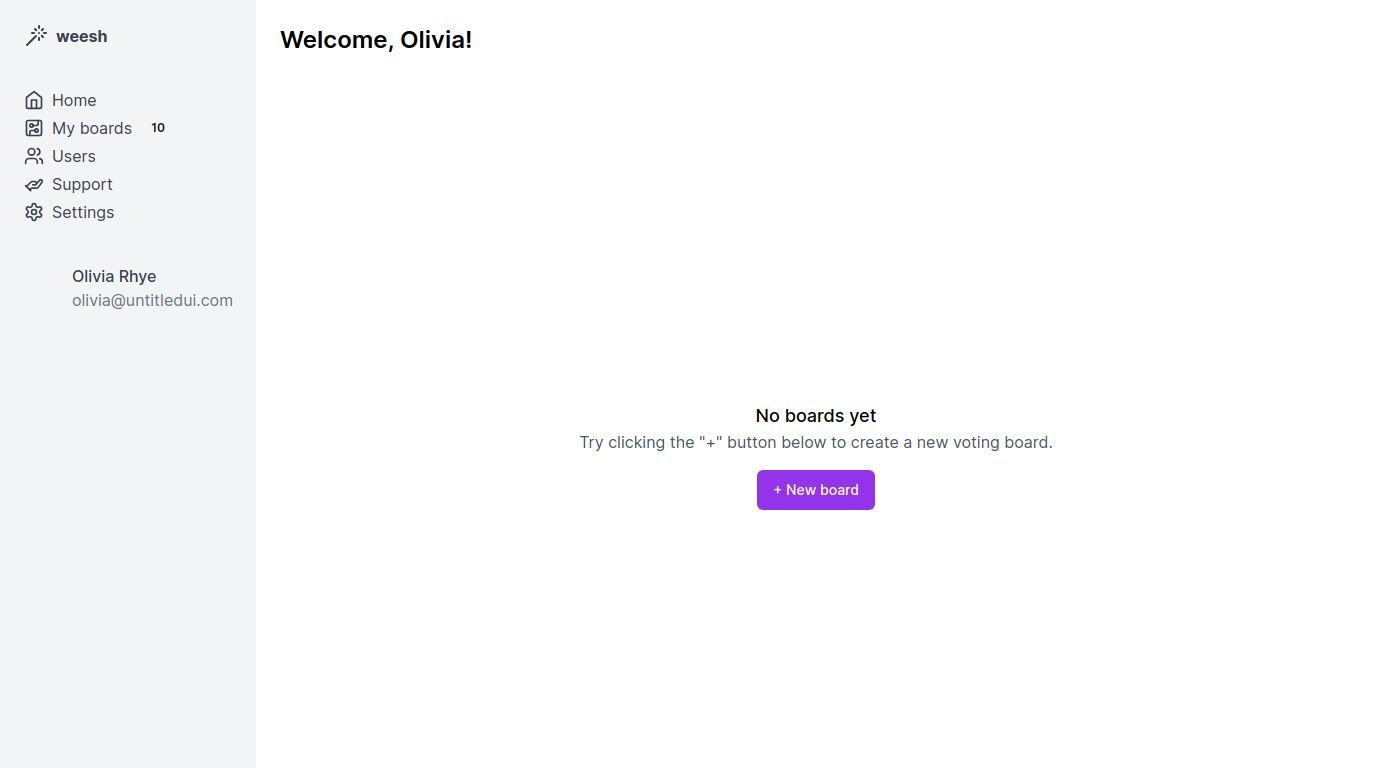 weesh
Home
My boards 10
Users
Support
Settings
Olivia Rhye
olivia@untitledui.com
Welcome, Olivia!
No boards yet
Try clicking the "+" button below to create a new voting board.
+ New board